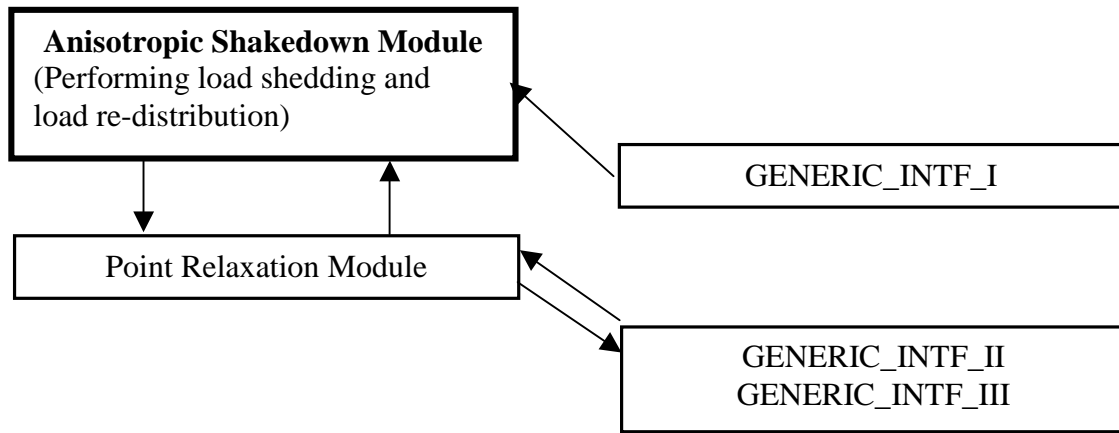 Anisotropic Shakedown Module
(Performing load shedding and
load re-distribution)
GENERIC_INTF_I
Point Relaxation Module
GENERIC_INTF_II
GENERIC_INTF_III